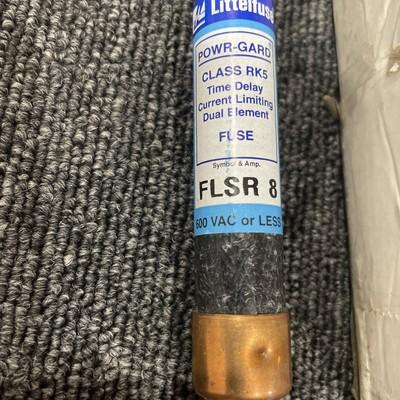 Littelfuse
POWR-GARD
CLASS RK5
Time Delay
Current Limiting
Dual Element
FUSE
Symbol & Amp.
FLSR 8
600 VAC or LESS